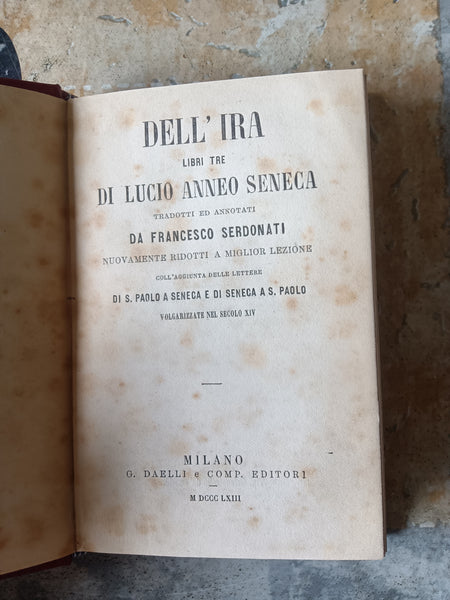 DELL' IRA
LIBRI TRE
DI LUCIO ANNEO SENECA
TRADOTTI ED ANNOTATI
DA FRANCESCO SERDONATI
NUOVAMENTE RIDOTTI A MIGLIOR LEZIONE
COLL'AGGIUNTA DELLE LETTERE
DI S. PAOLO A SENECA E DI SENECA A S. PAOLO
VOLGARIZZATE NEL SECOLO XIV
MILANO
G. DAELLI e COMP. EDITORI
M DCCC LXIII